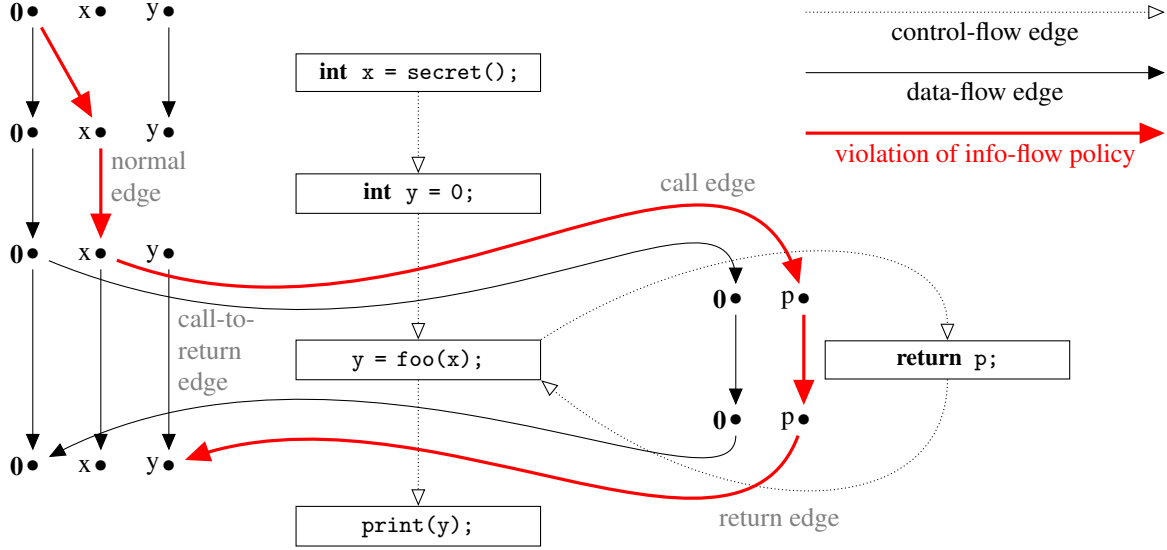 0 x y
control-flow edge
int x = secret();
data-flow edge
0 x y
normal
edge
violation of info-flow policy
int y = 0;
call edge
0 x y
0 p
call-to-
return
edge
y = foo(x);
return p;
0 p
0 x y
return edge
print(y);